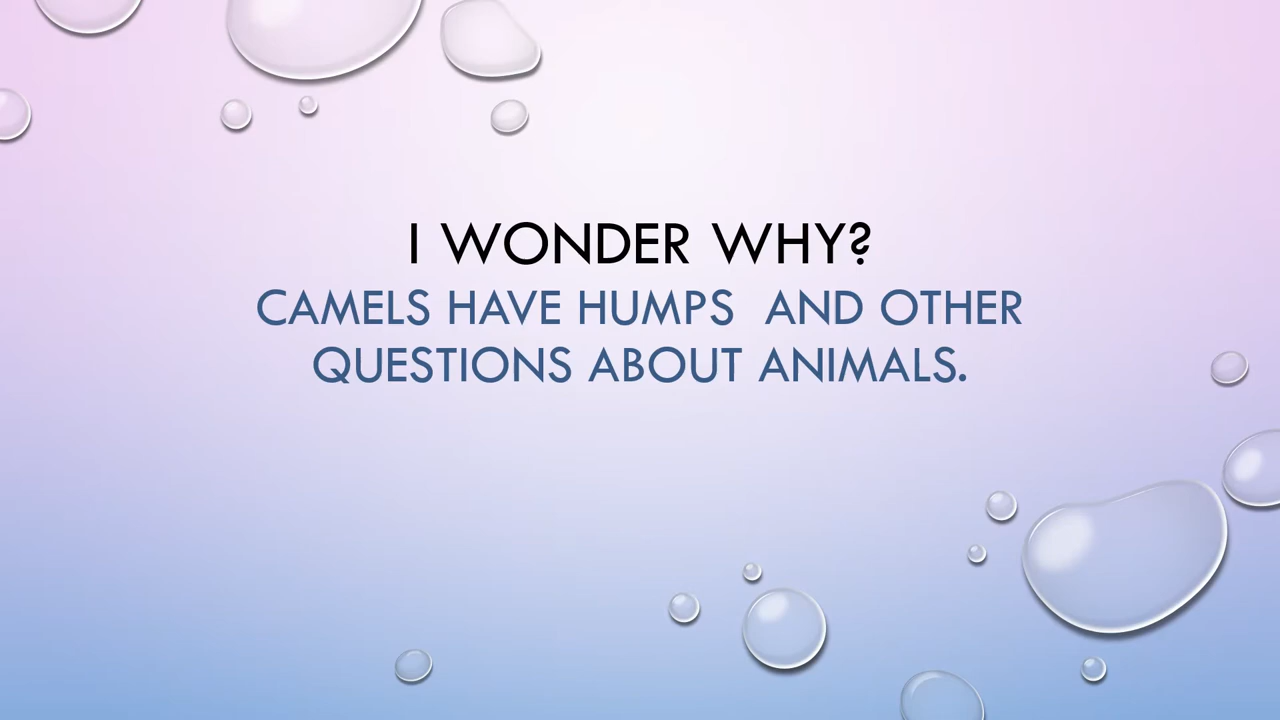 I WONDER WHY?
CAMELS HAVE HUMPS  AND OTHER
QUESTIONS ABOUT ANIMALS.